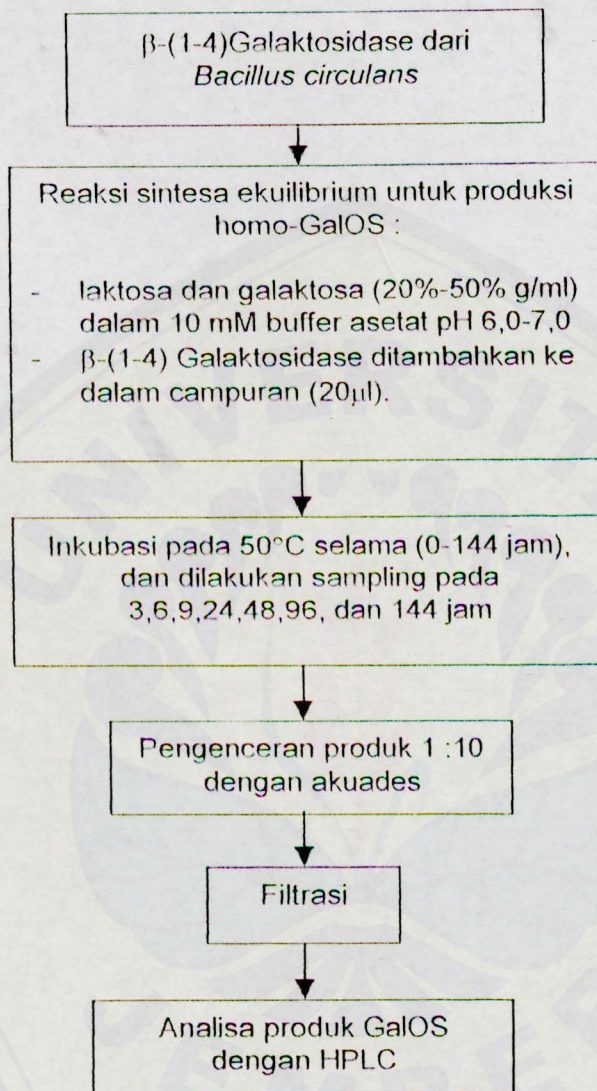 β-(1-4)Galaktosidase dari
Bacillus circulans
Reaksi sintesa ekuilibrium untuk produksi
homo-GalOS :
- laktosa dan galaktosa (20%-50% g/ml)
dalam 10 mM buffer asetat pH 6,0-7,0
- β-(1-4) Galaktosidase ditambahkan ke
dalam campuran (20µl).
Inkubasi pada 50°C selama (0-144 jam),
dan dilakukan sampling pada
3,6,9,24,48,96, dan 144 jam
Pengenceran produk 1 :10
dengan akuades
Filtrasi
Analisa produk GalOS
dengan HPLC
UNIVERSITA